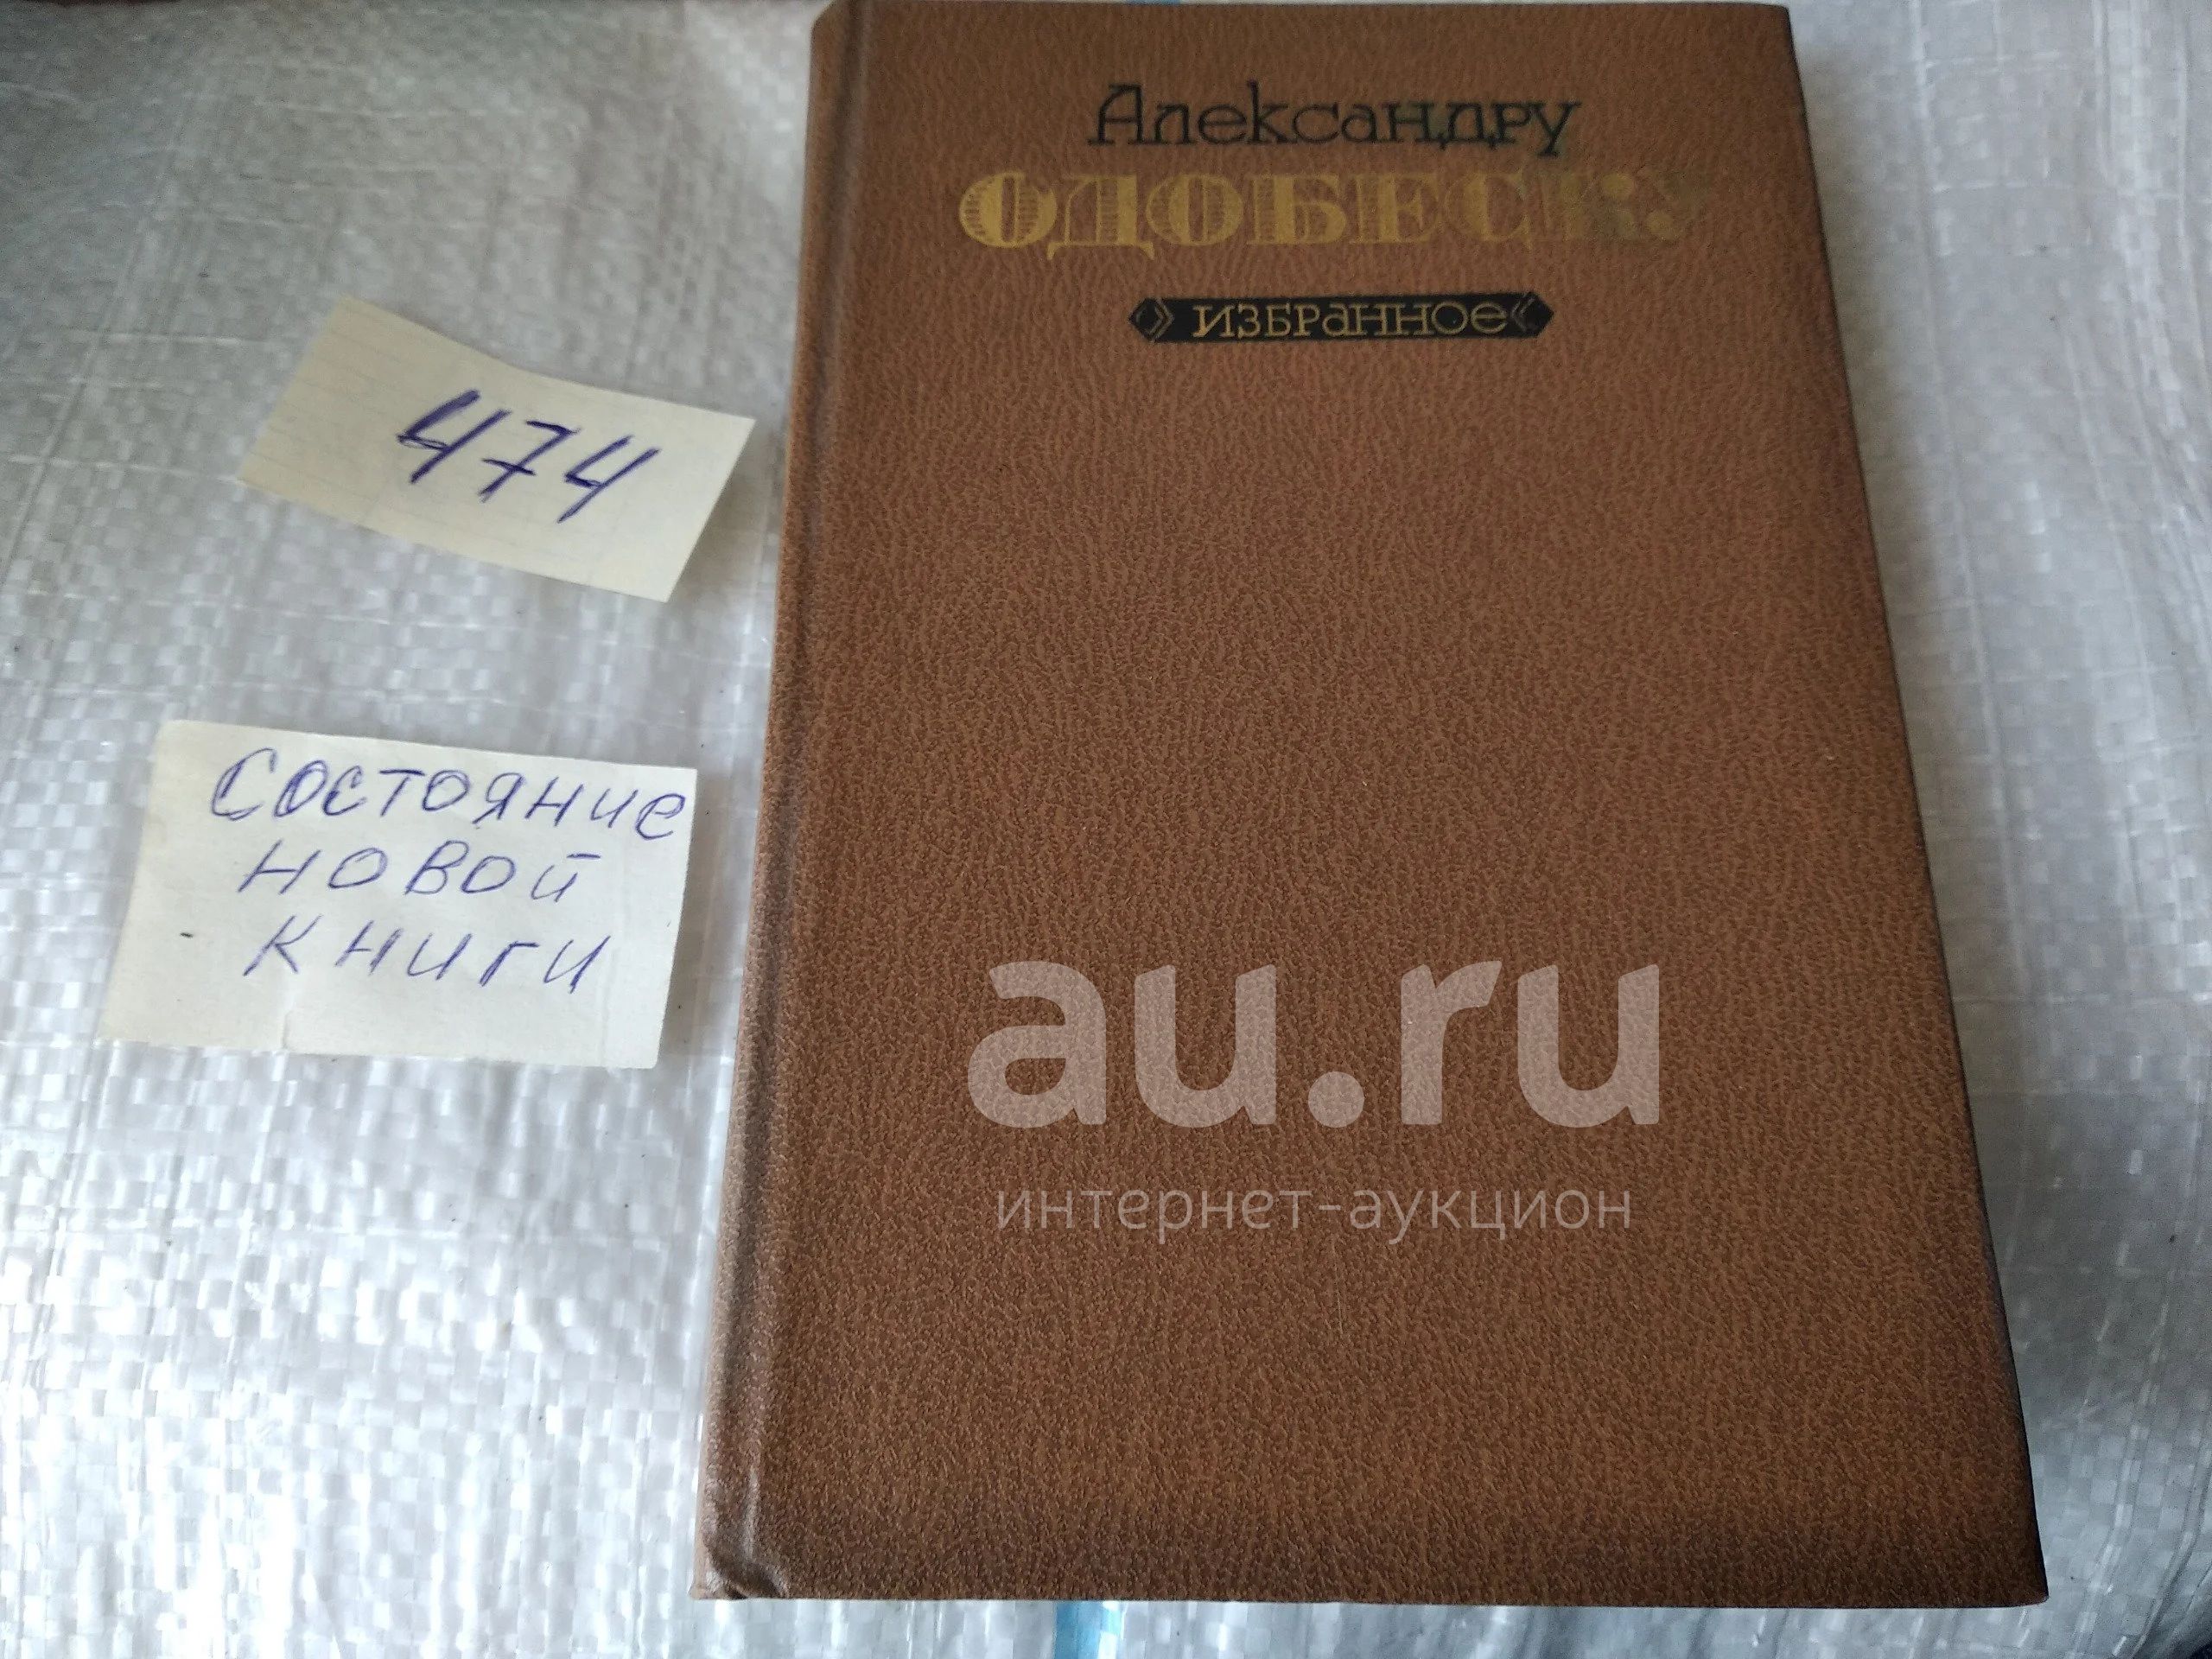 Александру
ОДОБЕСКУ
ИЗБРанное
474
Состояние
новой
книги
au.ru
интернет-аукцион